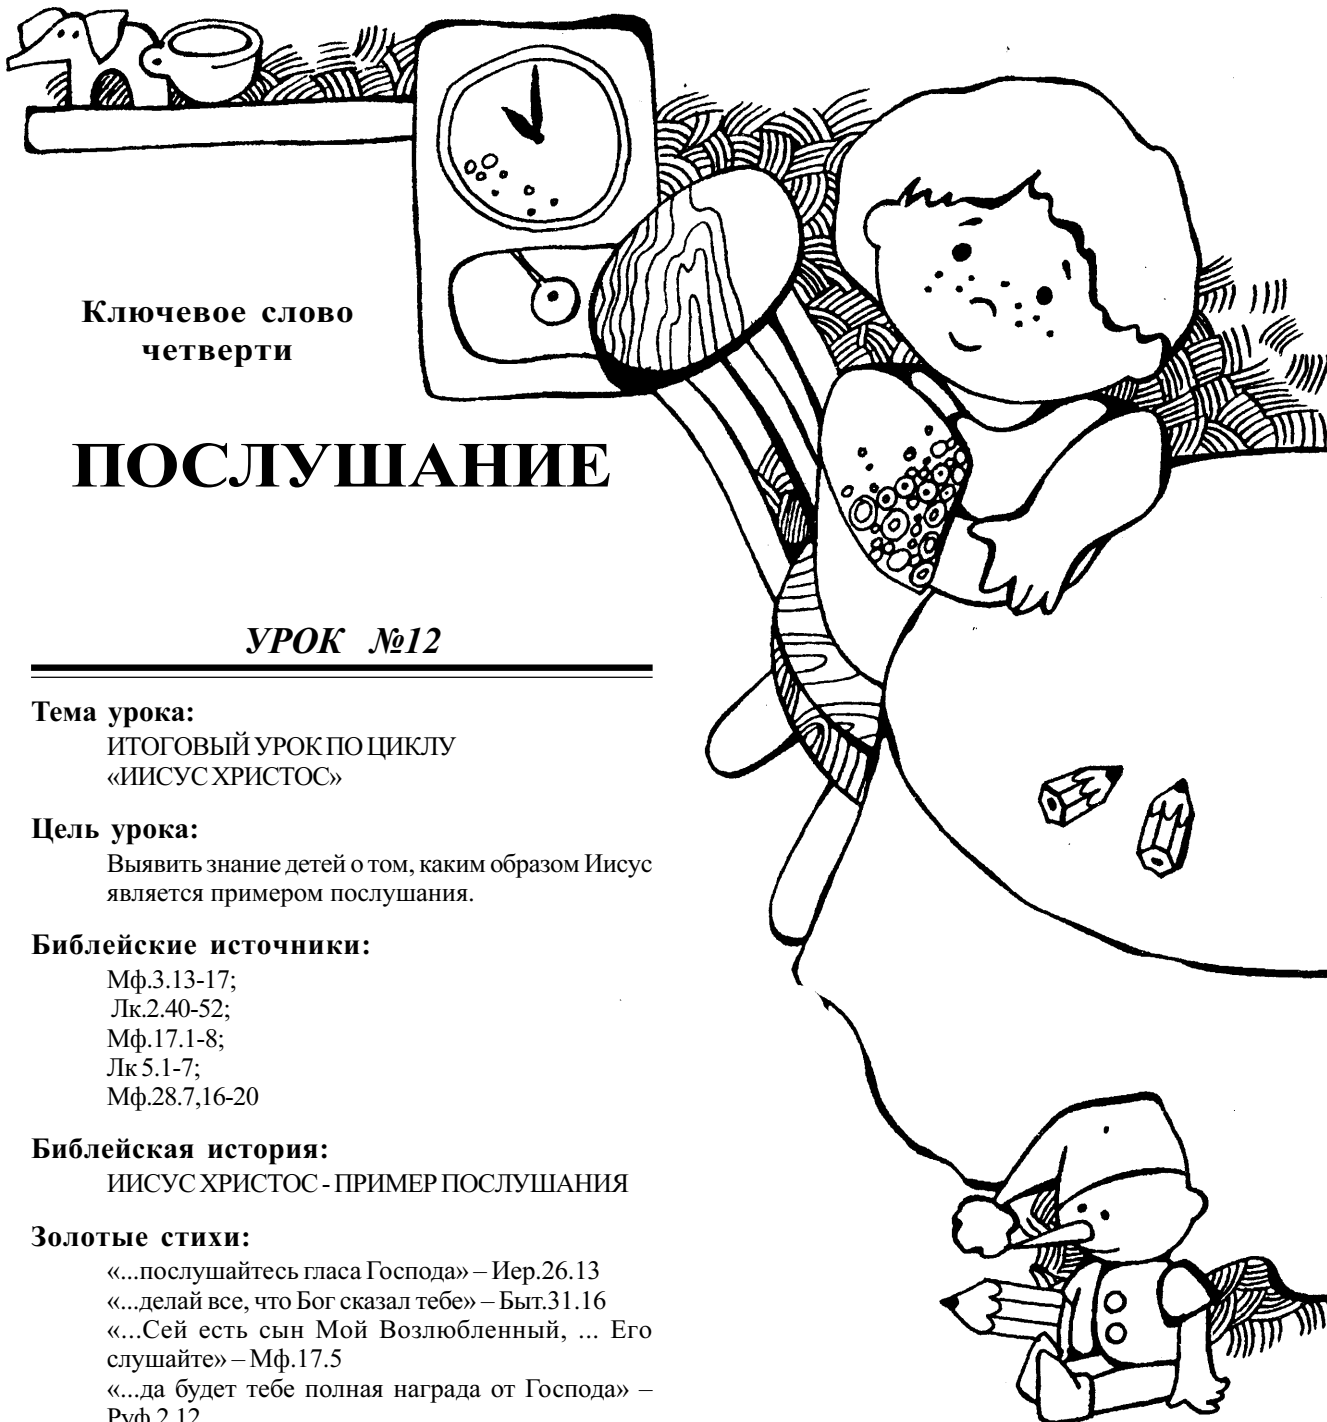 Ключевое слово
четверти
ПОСЛУШАНИЕ
УРОК №12
Тема урока:
ИТОГОВЫЙ УРОК ПО ЦИКЛУ
«ИИСУС ХРИСТОС»
Цель урока:
Выявить знание детей о том, каким образом Иисус
является примером послушания.
Библейские источники:
Мф.3.13-17;
Лк.2.40-52;
Мф.17.1-8;
Лк 5.1-7;
Мф.28.7,16-20
Библейская история:
ИИСУС ХРИСТОС - ПРИМЕР ПОСЛУШАНИЯ
Золотые стихи:
«...послушайтесь гласа Господа» – Иер.26.13
«...делай все, что Бог сказал тебе» – Быт.31.16
«...Сей есть сын Мой Возлюбленный, ... Его
слушайте» – Мф.17.5
«...да будет тебе полная награда от Господа» –
Руф.2.12